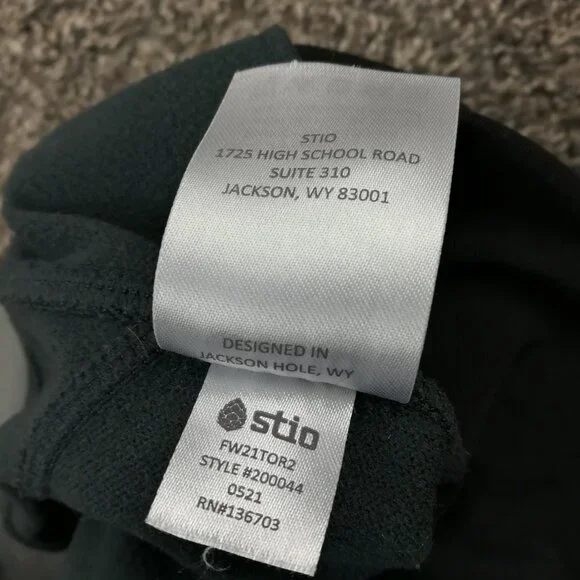 STIO
1725 HIGH SCHOOL ROAD
SUITE 310
JACKSON, WY 83001
DESIGNED IN
JACKSON HOLE, WY
stio
FW21TOR2
STYLE #200044
0521
RN#136703